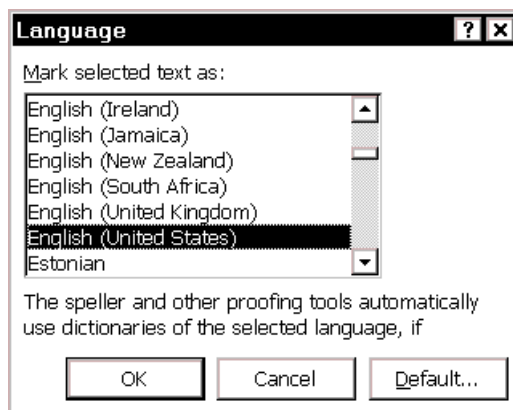 Language
Mark selected text as:
English (Ireland)
English (Jamaica)
English (New Zealand)
English (South Africa)
English (United Kingdom)
English (United States)
Estonian
The speller and other proofing tools automatically
use dictionaries of the selected language, if
OK Cancel Default...